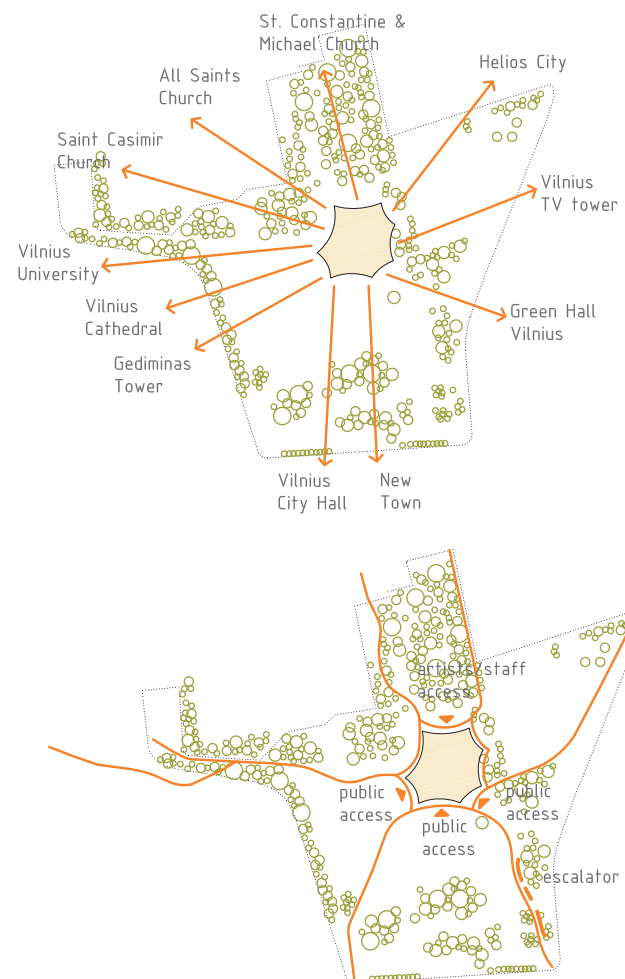 St. Constantine &
Michael Church
Helios City
All Saints
Church
Saint Casimir
Church
Vilnius
TV tower
Vilnius
University
Vilnius
Cathedral
Green Hall
Vilnius
Gediminas
Tower
Vilnius
City Hall
New
Town
artists/staff
access
public
access
public
access
public
access
escalator